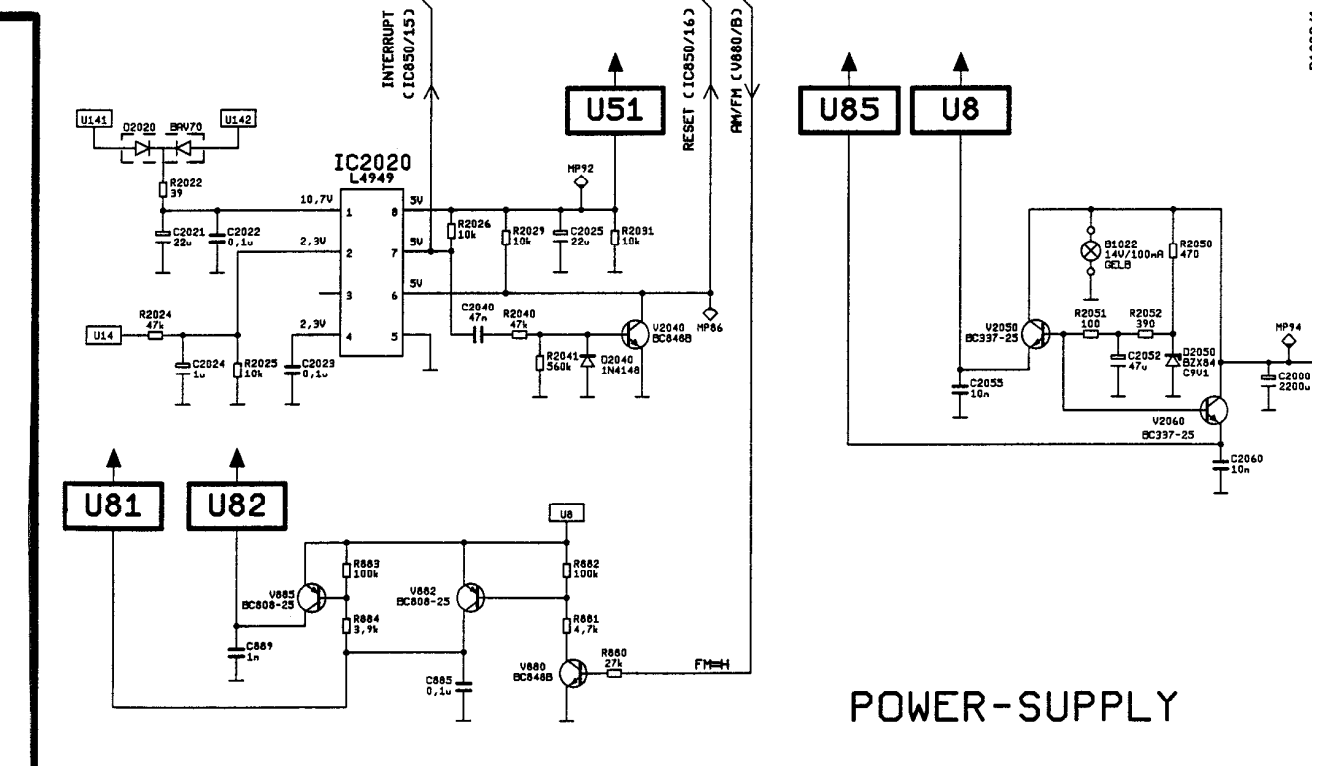 INTERRUPT
(IC850/15)
RESET (IC850/16)
AM/FM (V880/B)
U51
U85
U8
U141
D2020
BAV70
U142
IC2020
L4949
R2022
39
10,7V
1
8
5V
MP92
C2021
22u
C2022
0,1u
R2026
10k
R2029
10k
C2025
22u
R2031
10k
2,3V
2
7
5V
3
6
5V
U14
R2024
47k
2,3V
4
5
C2024
1u
R2025
10k
C2023
0,1u
C2040
47n
R2040
47k
R2041
560k
D2040
1N4148
V2040
BC848B
MP86
B1022
14V/100mA
GELB
R2050
470
V2050
BC337-25
R2051
100
R2052
390
C2055
10n
C2052
47u
D2050
BZX84
C9V1
MP94
C2000
2200u
V2060
BC337-25
C2060
10n
U81
U82
U8
V885
BC808-25
R883
100k
R884
3,9k
V882
BC808-25
R882
100k
R881
4,7k
C889
1n
C885
0,1u
V880
BC848B
R880
27k
FM=H
POWER-SUPPLY